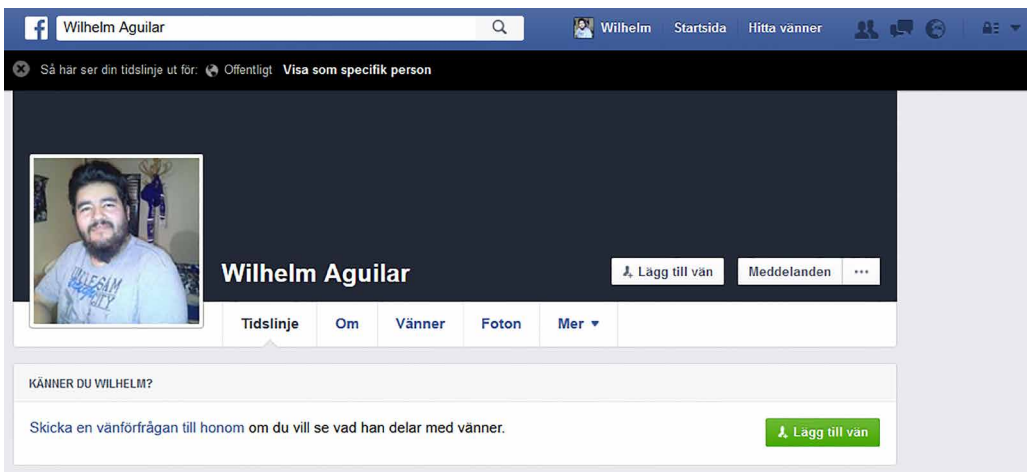 Wilhelm Aguilar
Wilhelm Startsida Hitta vänner
Så här ser din tidslinje ut för: Offentligt Visa som specifik person
Wilhelm Aguilar
Lägg till vän Meddelanden ...
Tidslinje Om Vänner Foton Mer
KÄNNER DU WILHELM?
Skicka en vänförfrågan till honom om du vill se vad han delar med vänner.
Lägg till vän